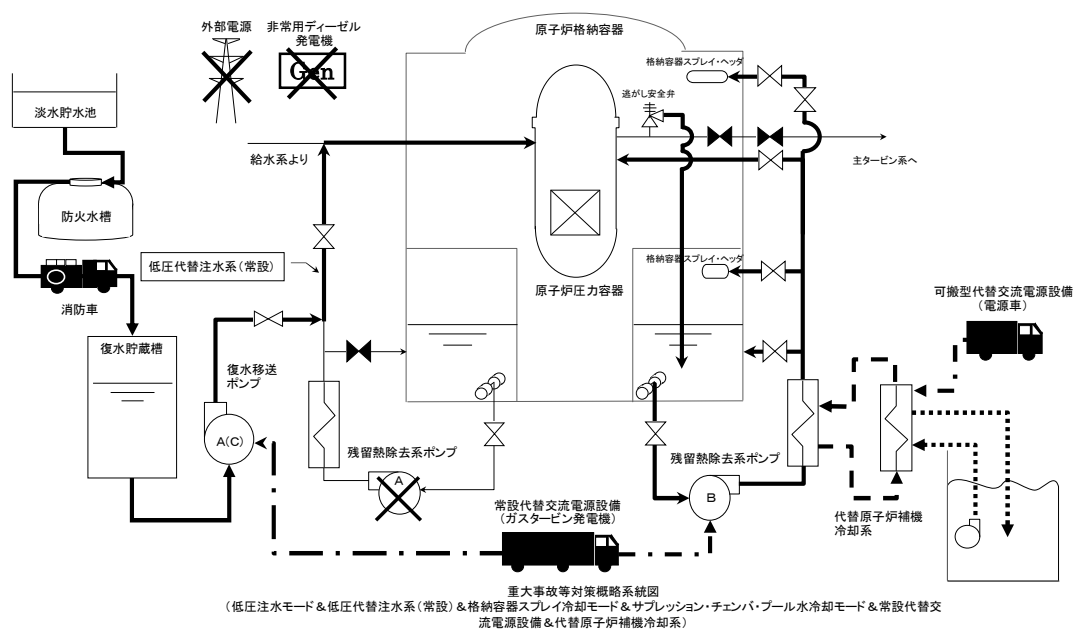 外部電源
非常用ディーゼル
発電機
Gen
原子炉格納容器
格納容器スプレイ・ヘッダ
逃がし安全弁
淡水貯水池
給水系より
主タービン系へ
防火水槽
低圧代替注水系（常設）
格納容器スプレイ・ヘッダ
原子炉圧力容器
消防車
可搬型代替交流電源設備
（電源車）
復水貯蔵槽
復水移送
ポンプ
A(C)
残留熱除去系ポンプ
A
残留熱除去系ポンプ
B
常設代替交流電源設備
（ガスタービン発電機）
代替原子炉補機
冷却系
重大事故等対策概略系統図
（低圧注水モード＆低圧代替注水系（常設）＆格納容器スプレイ冷却モード＆サプレッション・チェンバ・プール水冷却モード＆常設代替交
流電源設備＆代替原子炉補機冷却系）